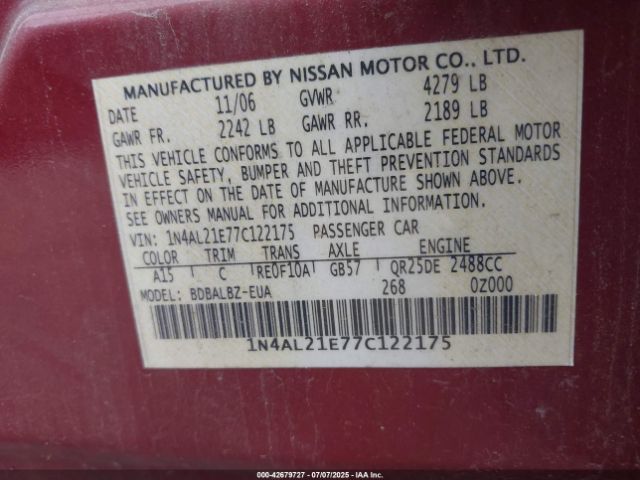 MANUFACTURED BY NISSAN MOTOR CO., LTD.
DATE 11/06 GVWR 4279 LB
GAWR FR. 2242 LB GAWR RR. 2189 LB
THIS VEHICLE CONFORMS TO ALL APPLICABLE FEDERAL MOTOR
VEHICLE SAFETY, BUMPER AND THEFT PREVENTION STANDARDS
IN EFFECT ON THE DATE OF MANUFACTURE SHOWN ABOVE.
SEE OWNERS MANUAL FOR ADDITIONAL INFORMATION.
VIN: 1N4AL21E77C122175 PASSENGER CAR
COLOR TRIM TRANS AXLE ENGINE
A15 C RE0F10A GB57 QR25DE 2488CC
MODEL: BDBALBZ-EUA 268 0Z000
1N4AL21E77C122175
000-42679727 - 07/07/2025 - IAA Inc.